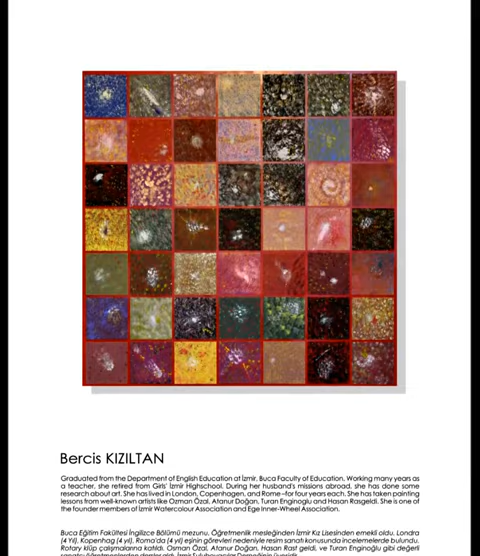 Bercis KIZILTAN
Graduated from the Department of English Education at İzmir, Buca Faculty of Education. Working many years as
a teacher, she retired from Girls' İzmir Highschool. During her husband's missions abroad, she has done some
research about art. She has lived in London, Copenhagen, and Rome –for four years each. She has taken painting
lessons from well-known artists like Ozman Özal, Atanur Doğan, Turan Enginoglu and Hasan Rasgeldi. She is one of
the founder members of İzmir Watercolour Association and Ege Inner-Wheel Association.
Buca Eğitim Fakültesi İngilizce Bölümü mezunu. Öğretmenlik mesleğinden İzmir Kız Lisesinden emekli oldu. Londra
(4 Yıl), Kopenhag (4 yıl), Roma'da (4 yıl) eşinin görevleri nedeniyle resim sanatı konusunda incelemelerde bulundu.
Rotary klüp çalışmalarına katıldı. Osman Özal, Atanur Doğan, Hasan Rast geldi, ve Turan Enginoğlu gibi değerli